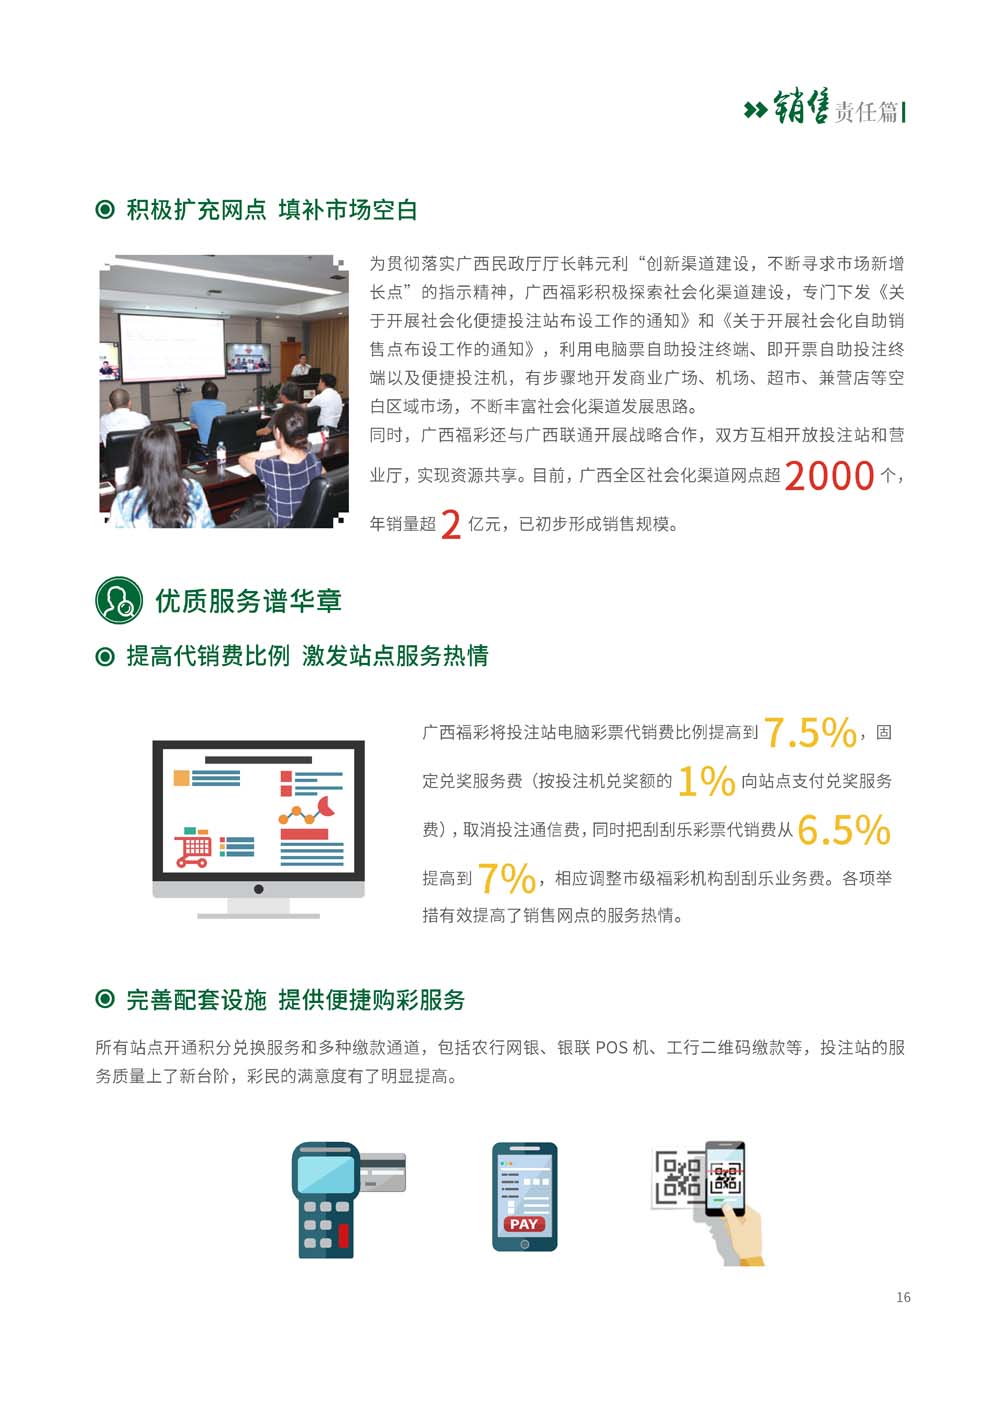 销售责任篇
积极扩充网点 填补市场空白
为贯彻落实广西民政厅厅长韩元利“创新渠道建设，不断寻求市场新增
长点”的指示精神，广西福彩积极探索社会化渠道建设，专门下发《关
于开展社会化便捷投注站布设工作的通知》和《关于开展社会化自助销
售点布设工作的通知》，利用电脑票自助投注终端、即开票自助投注终
端以及便捷投注机，有步骤地开发商业广场、机场、超市、兼营店等空
白区域市场，不断丰富社会化渠道发展思路。
同时，广西福彩还与广西联通开展战略合作，双方互相开放投注站和营
业厅，实现资源共享。目前，广西全区社会化渠道网点超 2000 个，
年销量超 2 亿元，已初步形成销售规模。
优质服务谱华章
提高代销费比例 激发站点服务热情
广西福彩将投注站电脑彩票代销费比例提高到 7.5%，固
定兑奖服务费（按投注机兑奖额的 1% 向站点支付兑奖服务
费），取消投注通信费，同时把刮刮乐彩票代销费从 6.5%
提高到 7%，相应调整市级福彩机构刮刮乐业务费。各项举
措有效提高了销售网点的服务热情。
完善配套设施 提供便捷购彩服务
所有站点开通积分兑换服务和多种缴款通道，包括农行网银、银联 POS 机、工行二维码缴款等，投注站的服
务质量上了新台阶，彩民的满意度有了明显提高。
PAY
16